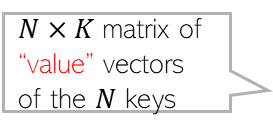 N × K matrix of
“value” vectors
of the N keys